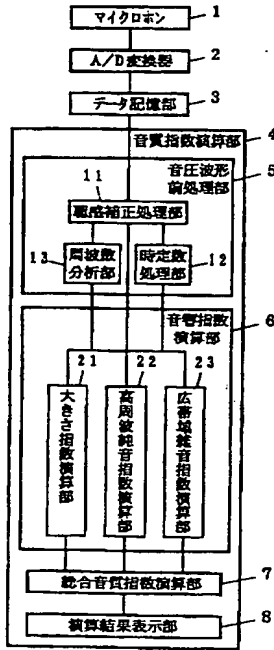 マイクロホン
1
A/D変換器
2
データ記憶部
3
音質指数演算部
4
音圧波形
前処理部
5
11
聴感補正処理部
13
周波数
分析部
時定数
処理部
12
音響指数
演算部
6
21
22
23
大きさ指数演算部
高周波純音指数演算部
広帯域雑音指数演算部
総合音質指数演算部
7
演算結果表示部
8